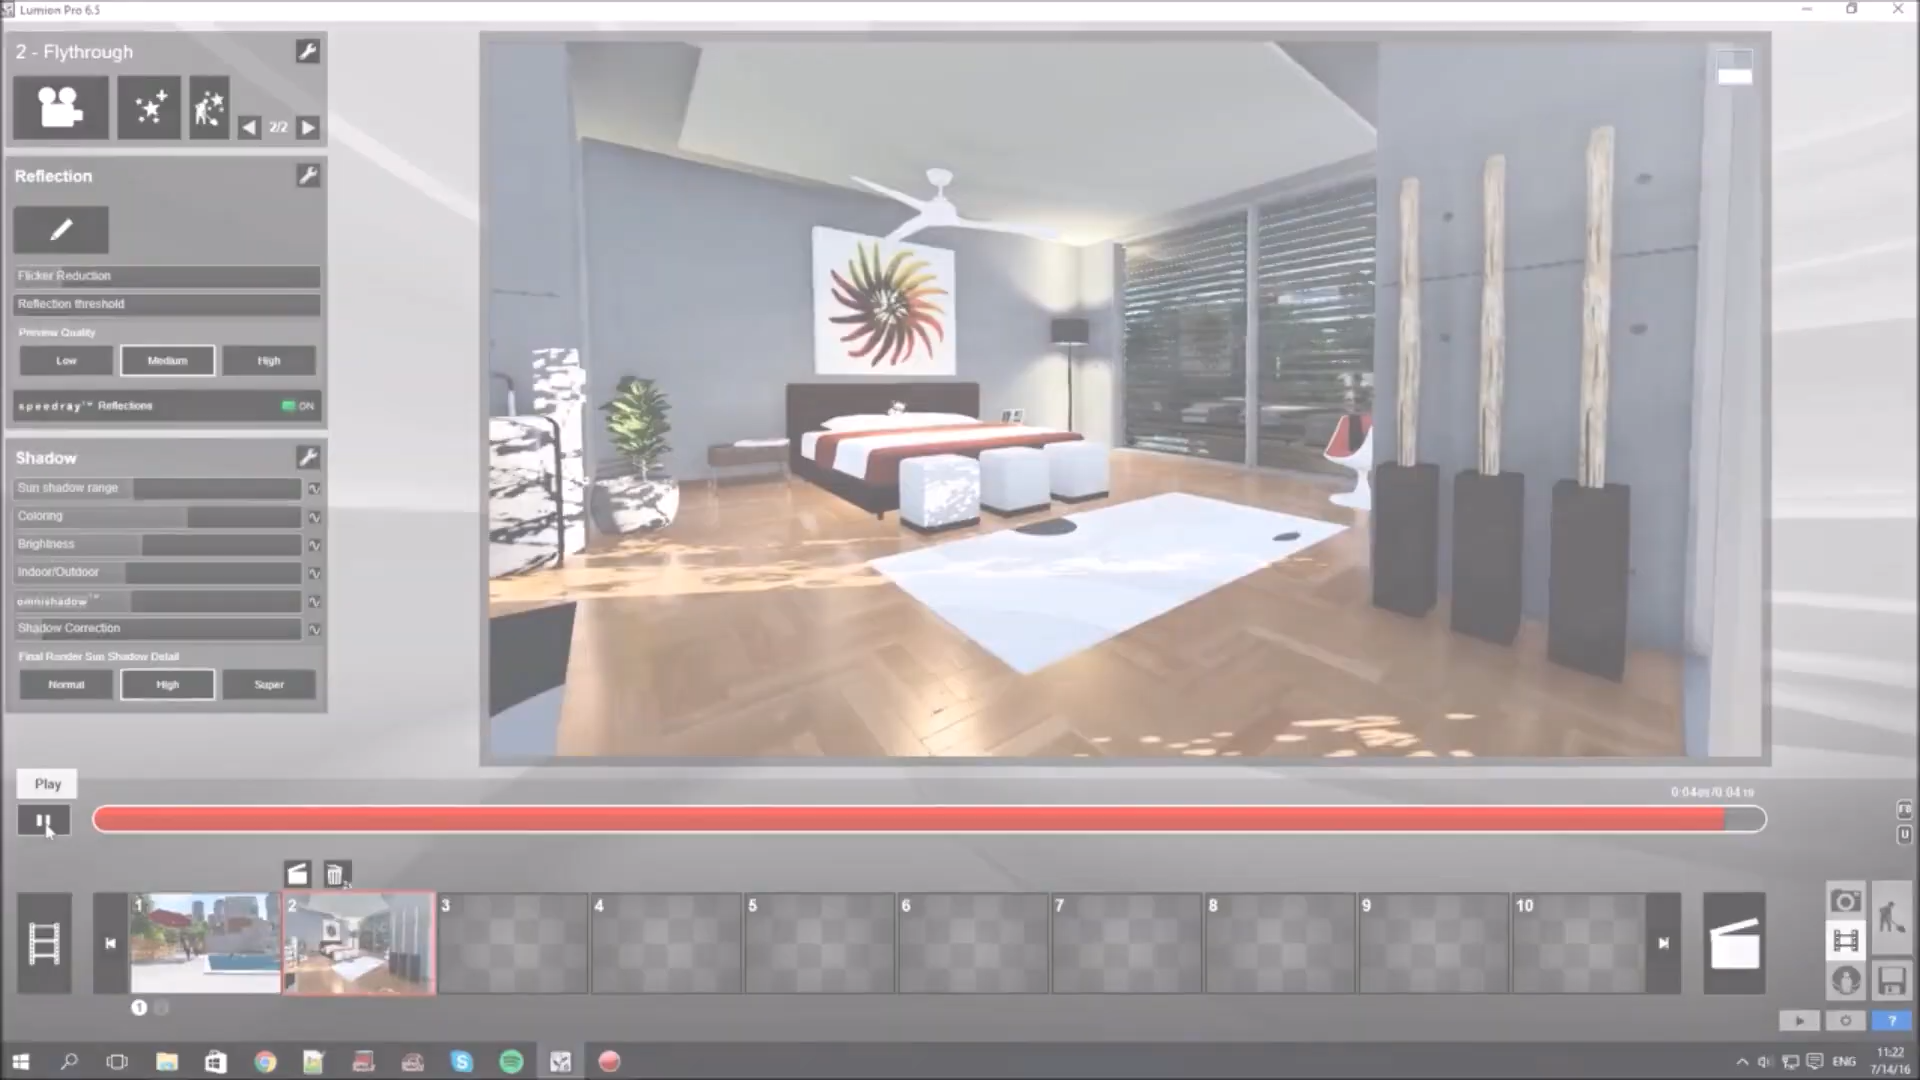 Lumion Pro 6.5
2 - Flythrough
2/2
Reflection
Flicker Reduction
Reflection threshold
Preview Quality
Low
Medium
High
speedray™ Reflections
ON
Shadow
Sun shadow range
Coloring
Brightness
Indoor/Outdoor
omnishadow™
Shadow Correction
Final Render Sun Shadow Detail
Normal
High
Super
Play
F8
U
1
2
3
4
5
6
7
8
9
10
1
?
ENG
11:22
7/14/16